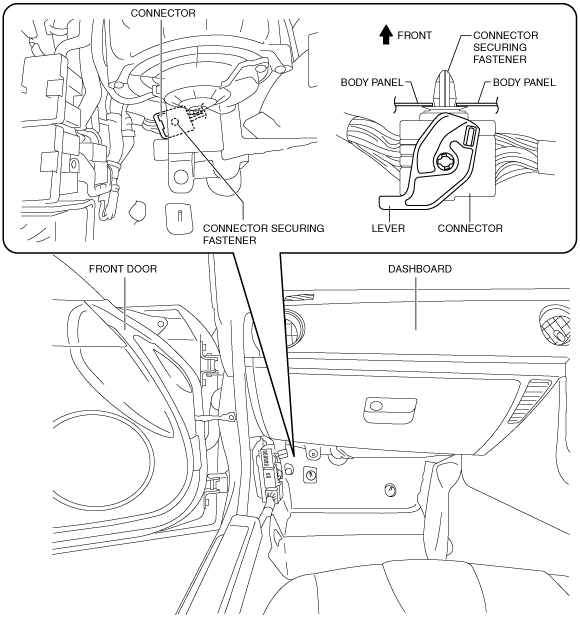 CONNECTOR
FRONT
CONNECTOR
SECURING
FASTENER
BODY PANEL
BODY PANEL
CONNECTOR SECURING
FASTENER
LEVER
CONNECTOR
FRONT DOOR
DASHBOARD